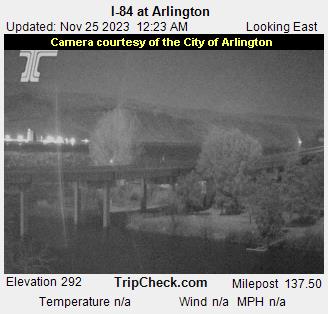 I-84 at Arlington
Updated: Nov 25 2023 12:23 AM Looking East
Camera courtesy of the City of Arlington
Elevation 292 TripCheck.com Milepost 137.50
Temperature n/a Wind n/a MPH n/a